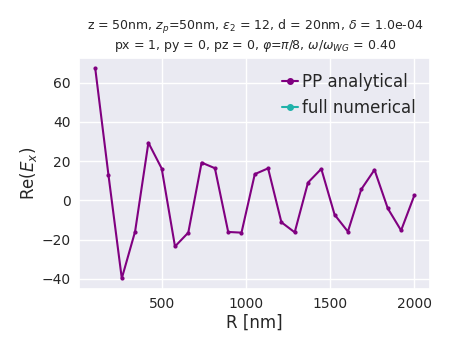 z = 50nm, z_p=50nm, ε_2 = 12, d = 20nm, δ = 1.0e-04
px = 1, py = 0, pz = 0, φ=π/8, ω/ω_WG = 0.40
PP analytical
full numerical
60
40
20
0
−20
−40
Re(E_x)
500
1000
1500
2000
R [nm]